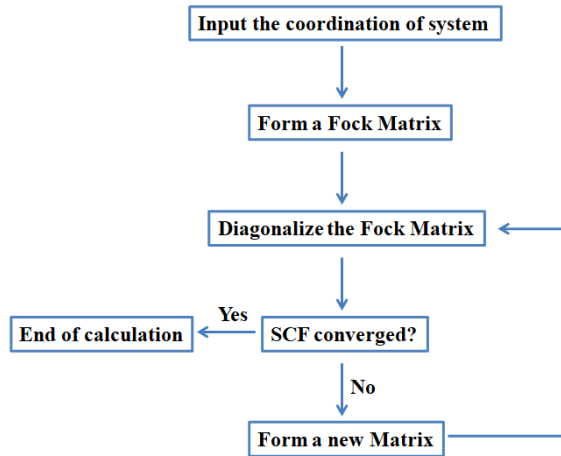 Input the coordination of system
Form a Fock Matrix
Diagonalize the Fock Matrix
Yes
End of calculation
SCF converged?
No
Form a new Matrix